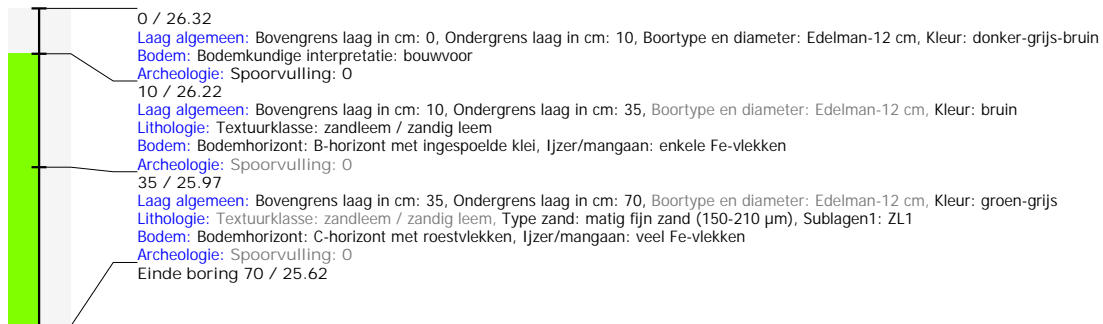 0 / 26.32
Laag algemeen: Bovengrens laag in cm: 0, Ondergrens laag in cm: 10, Boortype en diameter: Edelman-12 cm, Kleur: donker-grijs-bruin
Bodem: Bodemkundige interpretatie: bouwvoor
Archeologie: Spoorvulling: 0
10 / 26.22
Laag algemeen: Bovengrens laag in cm: 10, Ondergrens laag in cm: 35, Boortype en diameter: Edelman-12 cm, Kleur: bruin
Lithologie: Textuurklasse: zandleem / zandig leem
Bodem: Bodemhorizont: B-horizont met ingespoelde klei, Ijzer/mangaan: enkele Fe-vlekken
Archeologie: Spoorvulling: 0
35 / 25.97
Laag algemeen: Bovengrens laag in cm: 35, Ondergrens laag in cm: 70, Boortype en diameter: Edelman-12 cm, Kleur: groen-grijs
Lithologie: Textuurklasse: zandleem / zandig leem, Type zand: matig fijn zand (150-210 µm), Sublagen1: ZL1
Bodem: Bodemhorizont: C-horizont met roestvlekken, Ijzer/mangaan: veel Fe-vlekken
Archeologie: Spoorvulling: 0
Einde boring 70 / 25.62